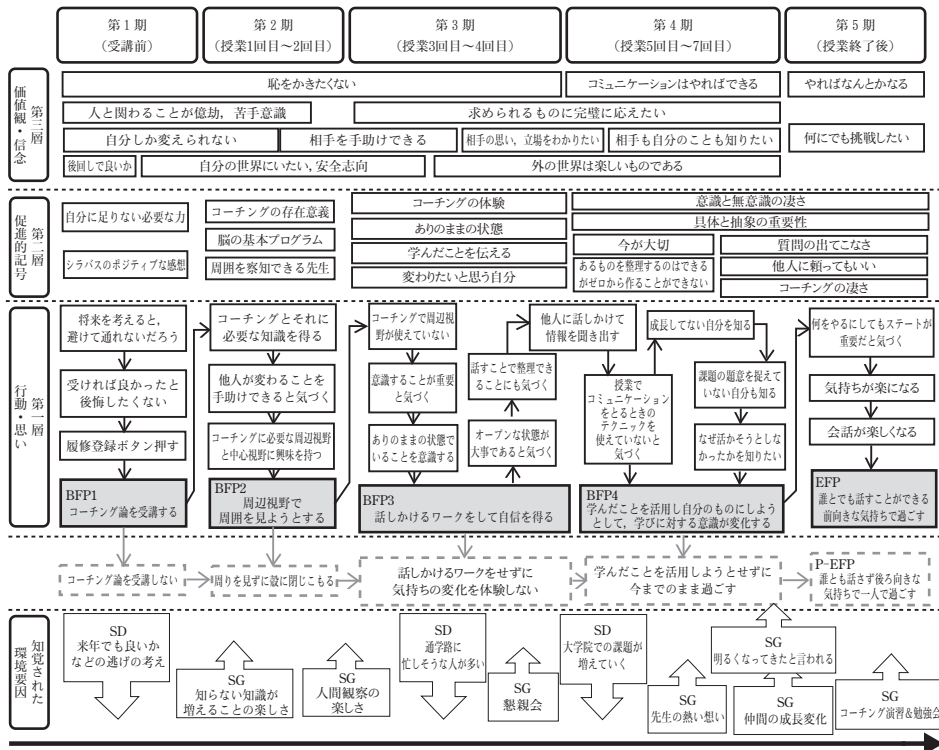 第1期
（受講前）
第2期
（授業1回目〜2回目）
第3期
（授業3回目〜4回目）
第4期
（授業5回目〜7回目）
第5期
（授業終了後）
第三層
価値観・信念
恥をかきたくない
コミュニケーションはやればできる
やればなんとかなる
人と関わることが億劫，苦手意識
求められるものに完璧に応えたい
自分しか変えられない
相手を手助けできる
相手の思い，立場をわかりたい
相手も自分のことも知りたい
何にでも挑戦したい
後回しで良いか
自分の世界にいたい，安全志向
外の世界は楽しいものである
第二層
促進的記号
自分に足りない必要な力
シラバスのポジティブな感想
コーチングの存在意義
脳の基本プログラム
周囲を察知できる先生
コーチングの体験
ありのままの状態
学んだことを伝える
変わりたいと思う自分
意識と無意識の凄さ
具体と抽象の重要性
今が大切
質問の出てこなさ
あるものを整理するのはできる
がゼロから作ることができない
他人に頼ってもいい
コーチングの凄さ
第一層
行動・思い
将来を考えると，
避けて通れないだろう
受ければ良かったと
後悔したくない
履修登録ボタン押す
BFP1
コーチング論を受講する
コーチングとそれに
必要な知識を得る
他人が変わることを
手助けできると気づく
コーチングに必要な周辺視野
と中心視野に興味を持つ
BFP2
周辺視野で
周囲を見ようとする
コーチングで周辺視
野が使えていない
意識することが重要
と気づく
ありのままの状態で
いることを意識する
話すことで整理でき
ることにも気づく
オープンな状態が
大事であると気づく
BFP3
話しかけるワークをして自信を得る
他人に話しかけて
情報を聞き出す
授業で
コミュニケーション
をとるときの
テクニックを
使えていないと
気づく
成長してない自分を知る
課題の題意を捉えて
いない自分も知る
なぜ活かそうとしな
かったかを知りたい
BFP4
学んだことを活用し自分のものにしよう
として，学びに対する意識が変化する
何をやるにしてもステートが
重要だと気づく
気持ちが楽になる
会話が楽しくなる
EFP
誰とでも話すことができる
前向きな気持ちで過ごす
コーチング論を受講しない
周りを見ずに殻に閉じこもる
話しかけるワークをせずに
気持ちの変化を体験しない
学んだことを活用しようとせずに
今までのまま過ごす
P-EFP
誰とも話さず後ろ向きな
気持ちで一人で過ごす
知覚された
環境要因
SD
来年でも良いか
などの逃げの考え
SG
知らない知識が
増えることの楽しさ
SG
人間観察の
楽しさ
SD
通学路に
忙しそうな人が多い
SG
懇親会
SD
大学院での課題が
増えていく
SG
先生の熱い想い
SG
明るくなってきたと言われる
SG
仲間の成長変化
SG
コーチング演習&勉強会